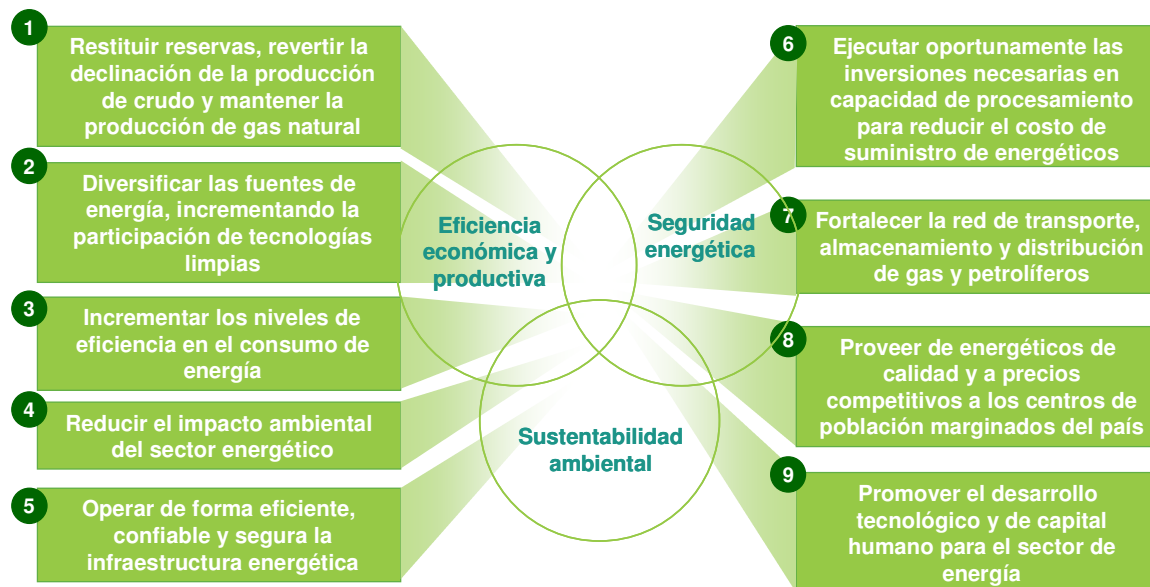 1
Restituir reservas, revertir la
declinación de la producción
de crudo y mantener la
producción de gas natural
2
Diversificar las fuentes de
energía, incrementando la
participación de tecnologías
limpias
3
Incrementar los niveles de
eficiencia en el consumo de
energía
4
Reducir el impacto ambiental
del sector energético
5
Operar de forma eficiente,
confiable y segura la
infraestructura energética
Eficiencia
económica y
productiva
Seguridad
energética
Sustentabilidad
ambiental
6
Ejecutar oportunamente las
inversiones necesarias en
capacidad de procesamiento
para reducir el costo de
suministro de energéticos
7
Fortalecer la red de transporte,
almacenamiento y distribución
de gas y petrolíferos
8
Proveer de energéticos de
calidad y a precios
competitivos a los centros de
población marginados del país
9
Promover el desarrollo
tecnológico y de capital
humano para el sector de
energía